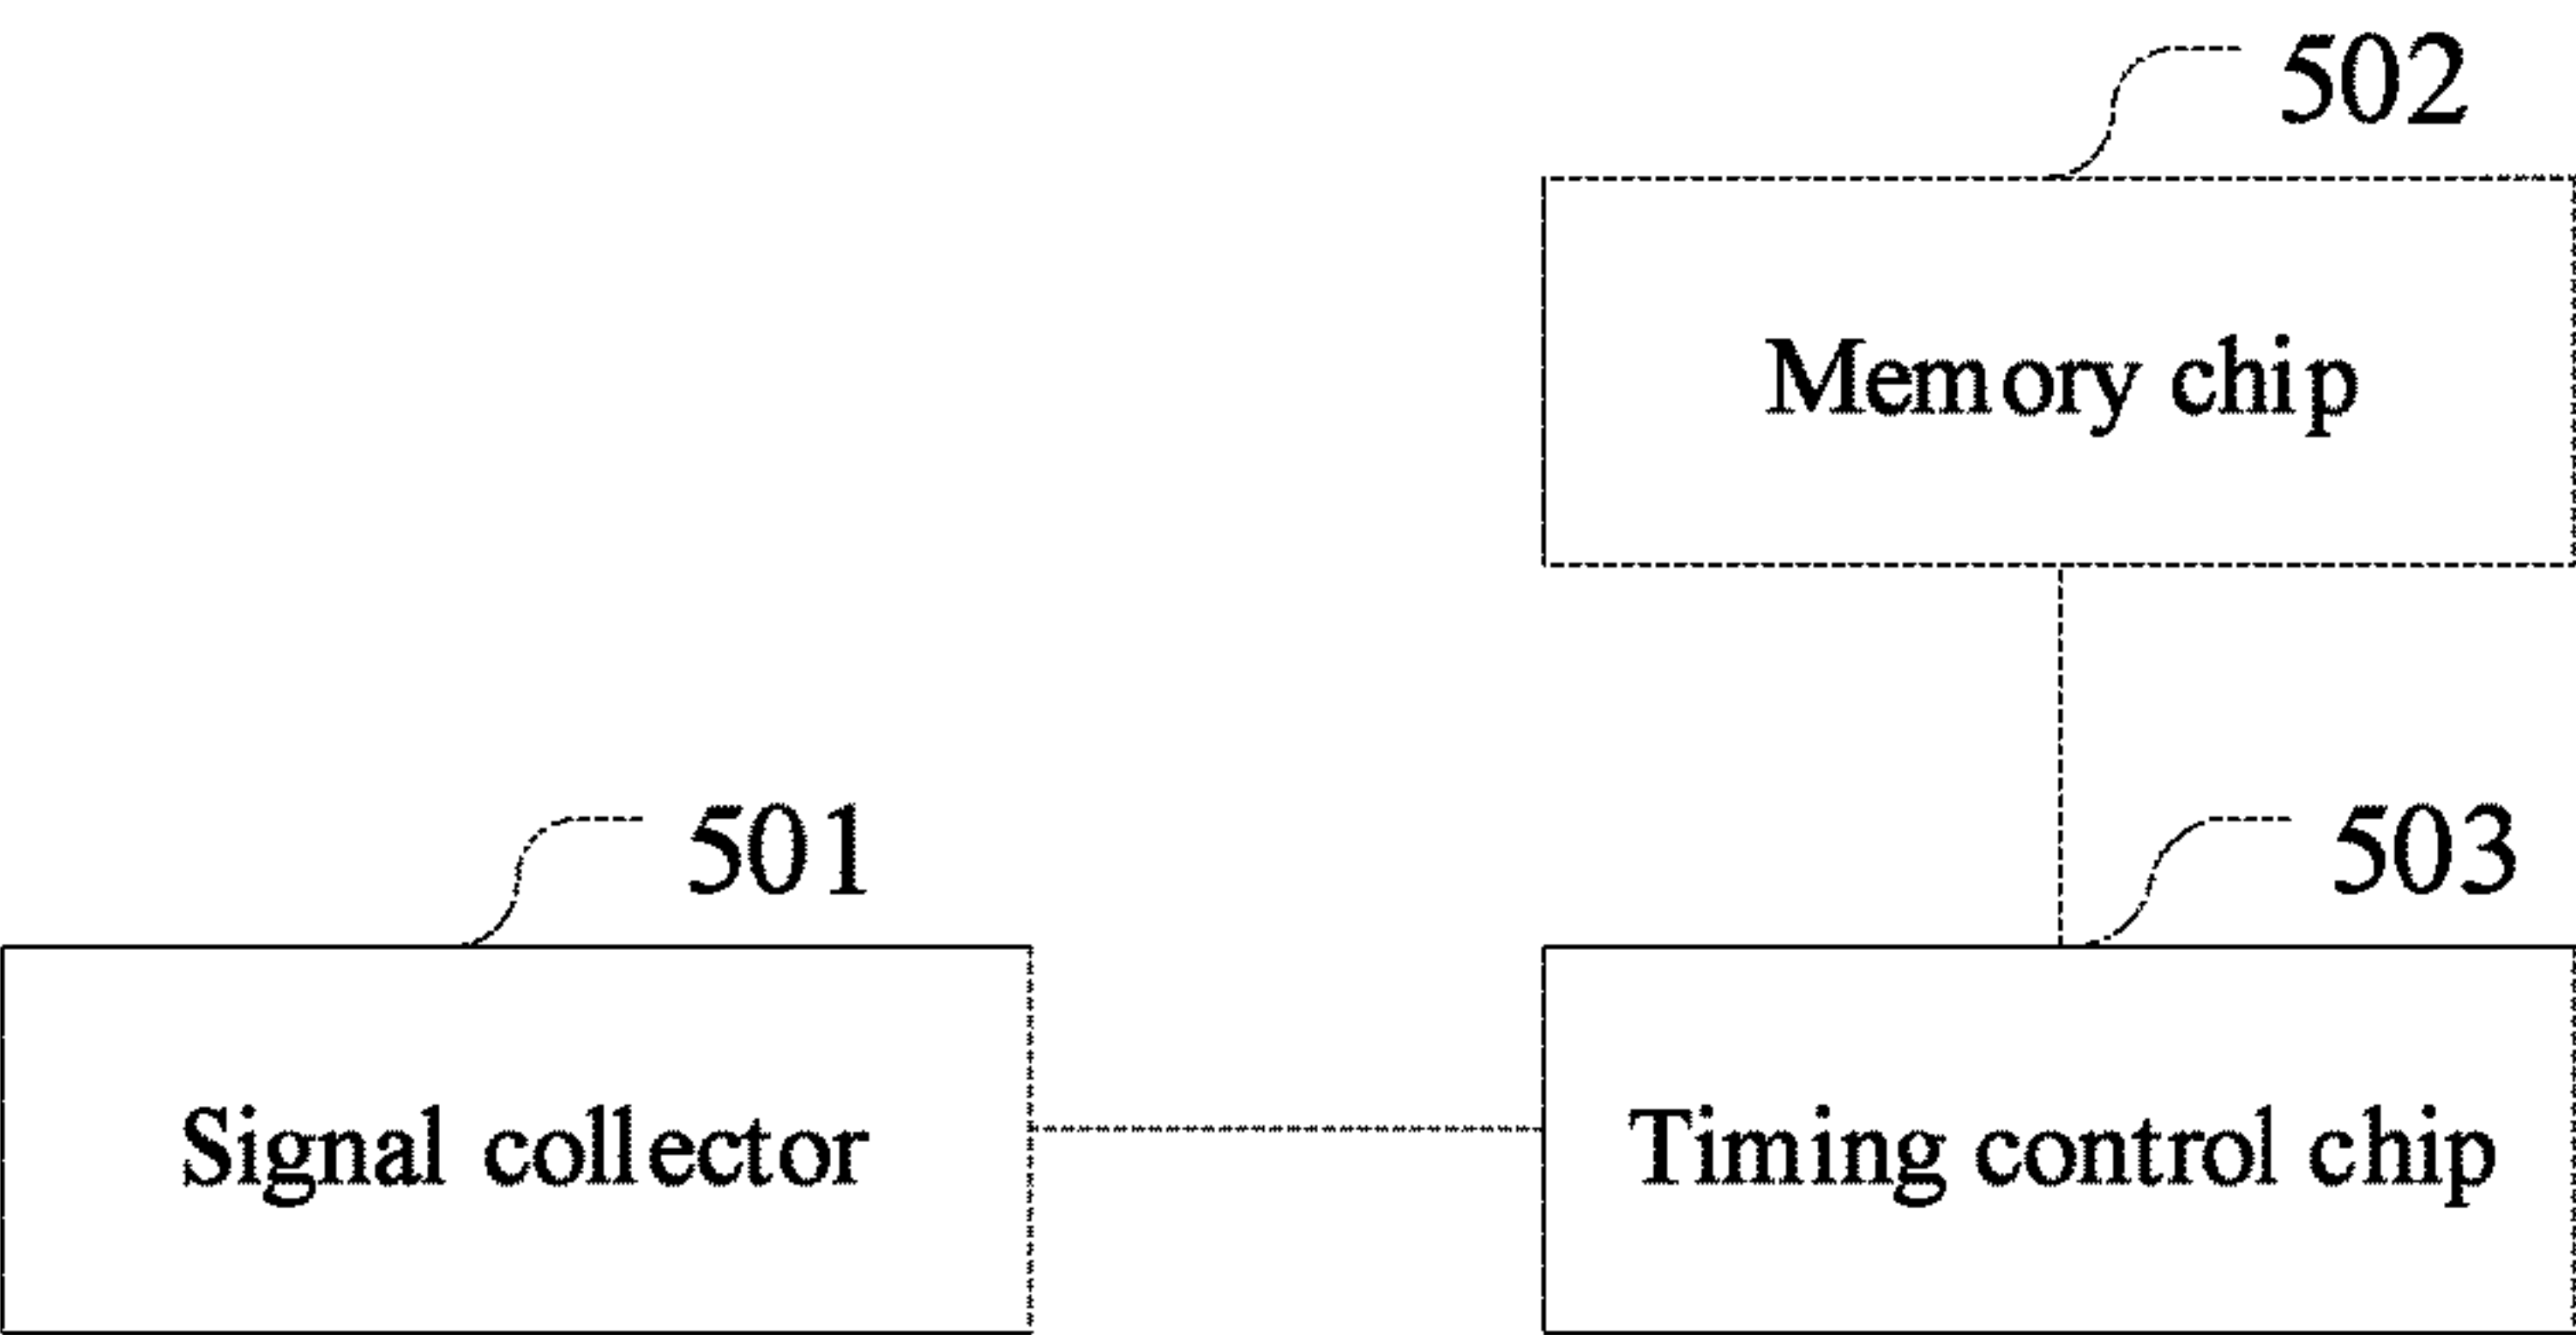 502
Memory chip
501
503
Signal collector
Timing control chip